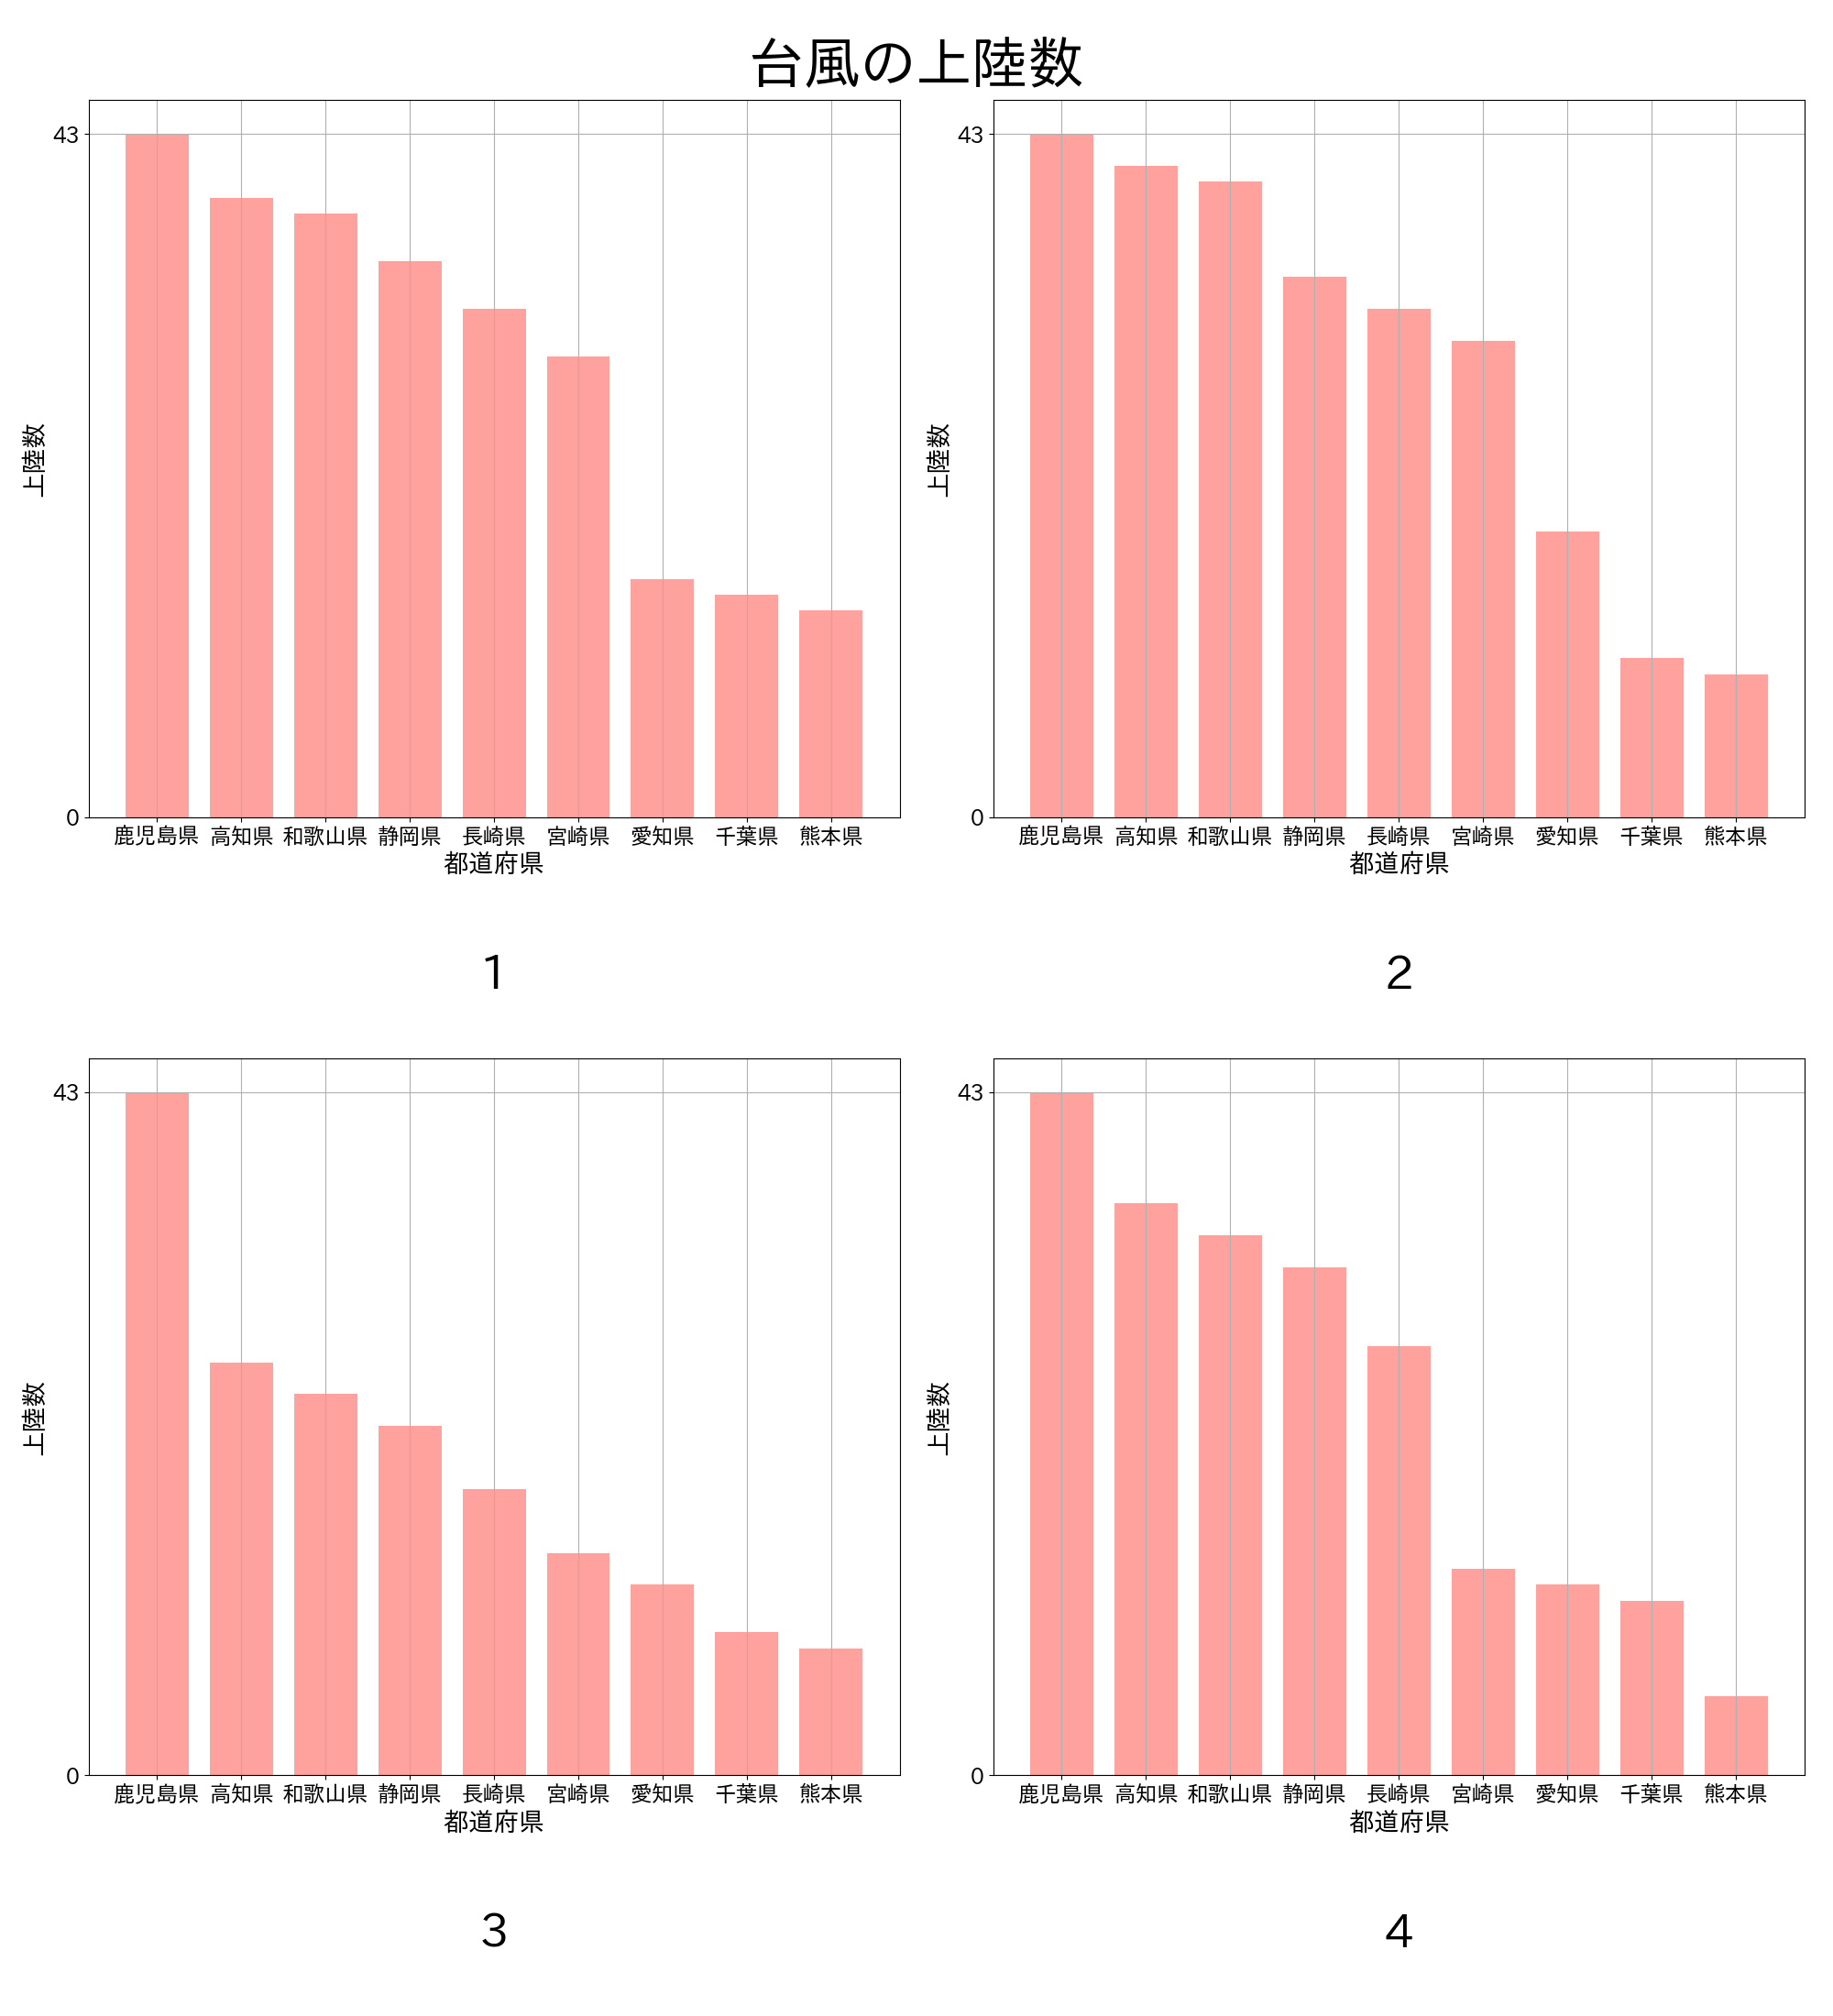 台風の上陸数
43
0
上陸数
鹿児島県 高知県 和歌山県 静岡県 長崎県 宮崎県 愛知県 千葉県 熊本県
都道府県
1
43
0
上陸数
鹿児島県 高知県 和歌山県 静岡県 長崎県 宮崎県 愛知県 千葉県 熊本県
都道府県
2
43
0
上陸数
鹿児島県 高知県 和歌山県 静岡県 長崎県 宮崎県 愛知県 千葉県 熊本県
都道府県
3
43
0
上陸数
鹿児島県 高知県 和歌山県 静岡県 長崎県 宮崎県 愛知県 千葉県 熊本県
都道府県
4